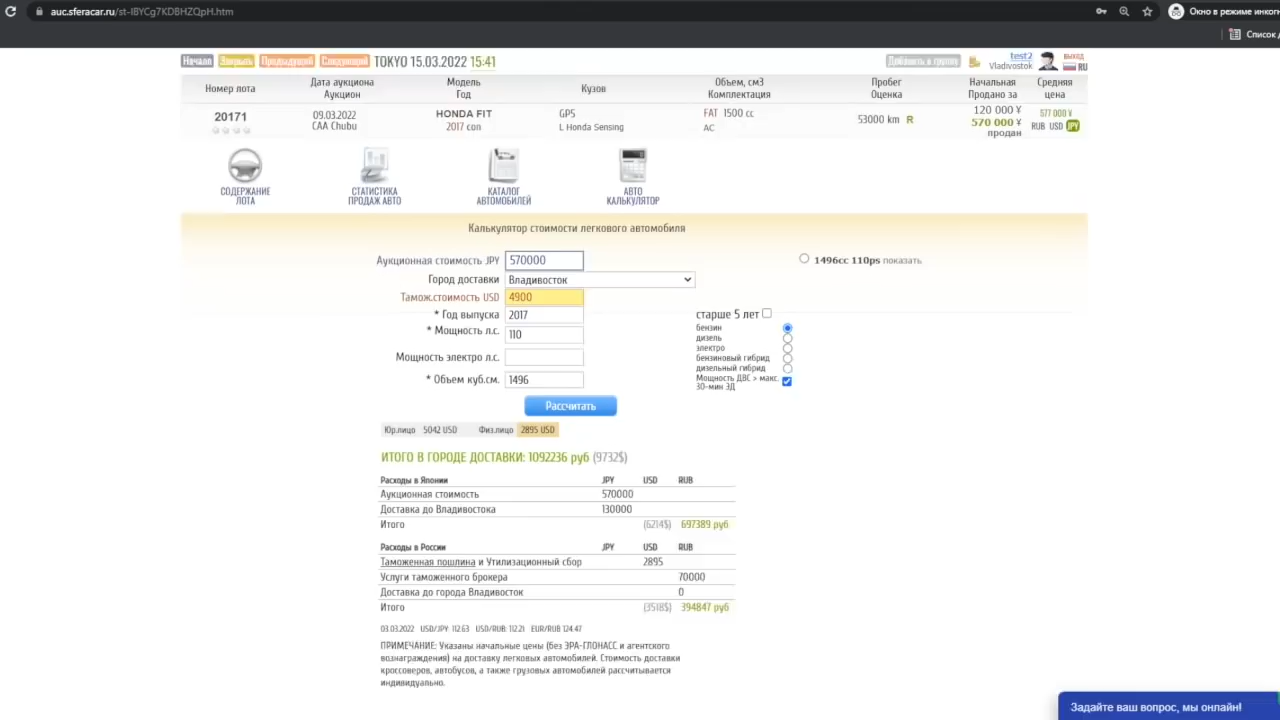 auc.sferacar.ru/st-IBYCg7KDBHZQpH.htm
Окно в режиме инког
Список д
Начало Закрыть Предыдущий Следующий TOKYO 15.03.2022 15:41
Добавить в группу test2 Vladivostok выход RU
Номер лота Дата аукциона Аукцион Модель Год Кузов Объем, см3 Комплектация Пробег Оценка Начальная Продано за Средняя цена
20171 09.03.2022 HONDA FIT GP5 FAT 1500 cc 53000 km R 120 000 ¥ 577 000 ¥
CAA Chubu 2017 con L Honda Sensing AC 570 000 ¥ RUB USD JPY
продан
СОДЕРЖАНИЕ ЛОТА
СТАТИСТИКА ПРОДАЖ АВТО
КАТАЛОГ АВТОМОБИЛЕЙ
АВТО КАЛЬКУЛЯТОР
Калькулятор стоимости легкового автомобиля
Аукционная стоимость JPY 570000
1496cc 110ps показать
Город доставки Владивосток
Тамож.стоимость USD 4900
* Год выпуска 2017
* Мощность л.с. 110
Мощность электро л.с.
* Объем куб.см. 1496
старше 5 лет
бензин
дизель
электро
бензиновый гибрид
дизельный гибрид
Мощность ДВС > макс.
30-мин ЭД
Рассчитать
Юр.лицо 5042 USD Физ.лицо 2895 USD
ИТОГО В ГОРОДЕ ДОСТАВКИ: 1092236 руб (9732$)
Расходы в Японии JPY USD RUB
Аукционная стоимость 570000
Доставка до Владивостока 130000
Итого (6214$) 697389 руб
Расходы в России JPY USD RUB
Таможенная пошлина и Утилизационный сбор 2895
Услуги таможенного брокера 70000
Доставка до города Владивосток 0
Итого (3518$) 394847 руб
03.03.2022 USD/JPY: 112.63 USD/RUB: 112.21 EUR/RUB 124.47
ПРИМЕЧАНИЕ: Указаны начальные цены (без ЭРА-ГЛОНАСС и агентского
вознаграждения) на доставку легковых автомобилей. Стоимость доставки
кроссоверов, автобусов, а также грузовых автомобилей рассчитывается
индивидуально.
Задайте ваш вопрос, мы онлайн!